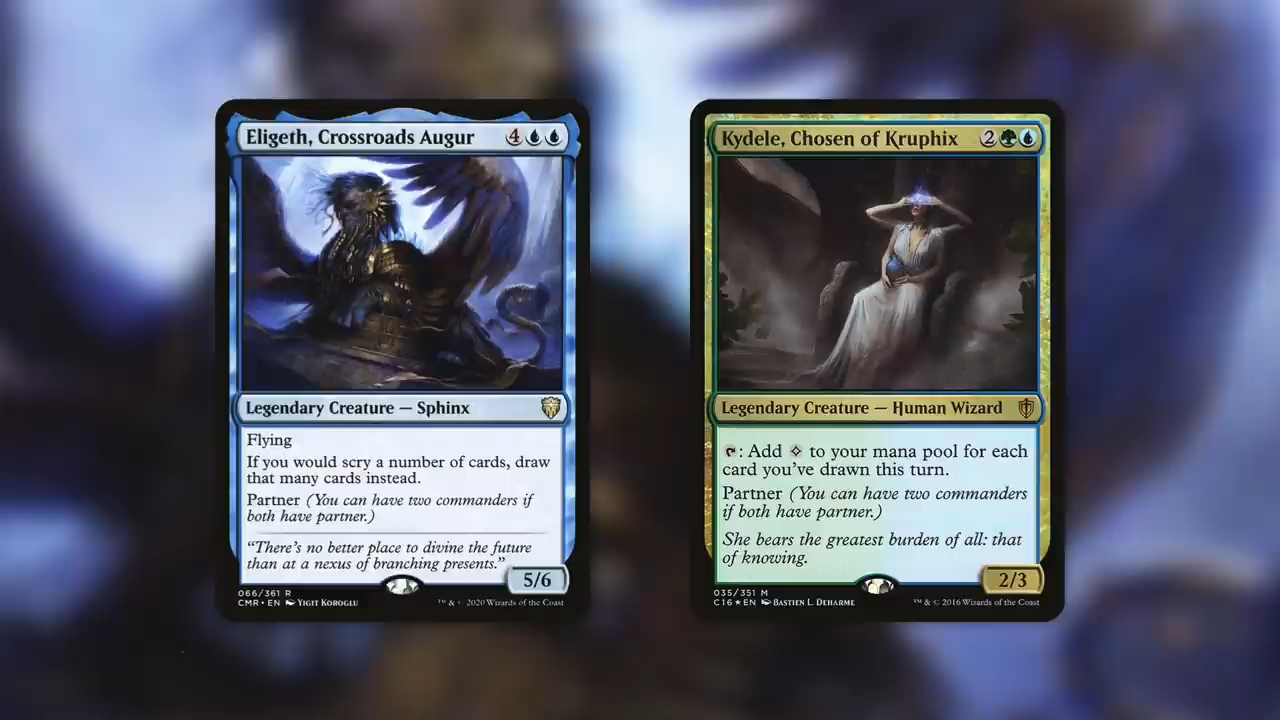 Eligeth, Crossroads Augur 4
Legendary Creature — Sphinx
Flying
If you would scry a number of cards, draw
that many cards instead.
Partner (You can have two commanders if
both have partner.)
“There’s no better place to divine the future
than at a nexus of branching presents.”
5/6
066/361 R
CMR • EN Yigit Koroglu
™ & © 2020 Wizards of the Coast
Kydele, Chosen of Kruphix 2
Legendary Creature — Human Wizard
: Add to your mana pool for each
card you’ve drawn this turn.
Partner (You can have two commanders
if both have partner.)
She bears the greatest burden of all: that
of knowing.
2/3
035/351 M
C16 ★ EN Bastien L. Deharme
™ & © 2016 Wizards of the Coast